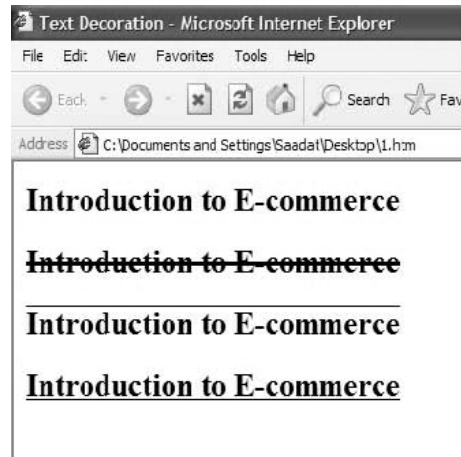 Text Decoration - Microsoft Internet Explorer
File Edit View Favorites Tools Help
Back Search Fav
Address C:\Documents and Settings\Saadat\Desktop\1.htm
Introduction to E-commerce
Introduction to E-commerce
Introduction to E-commerce
Introduction to E-commerce